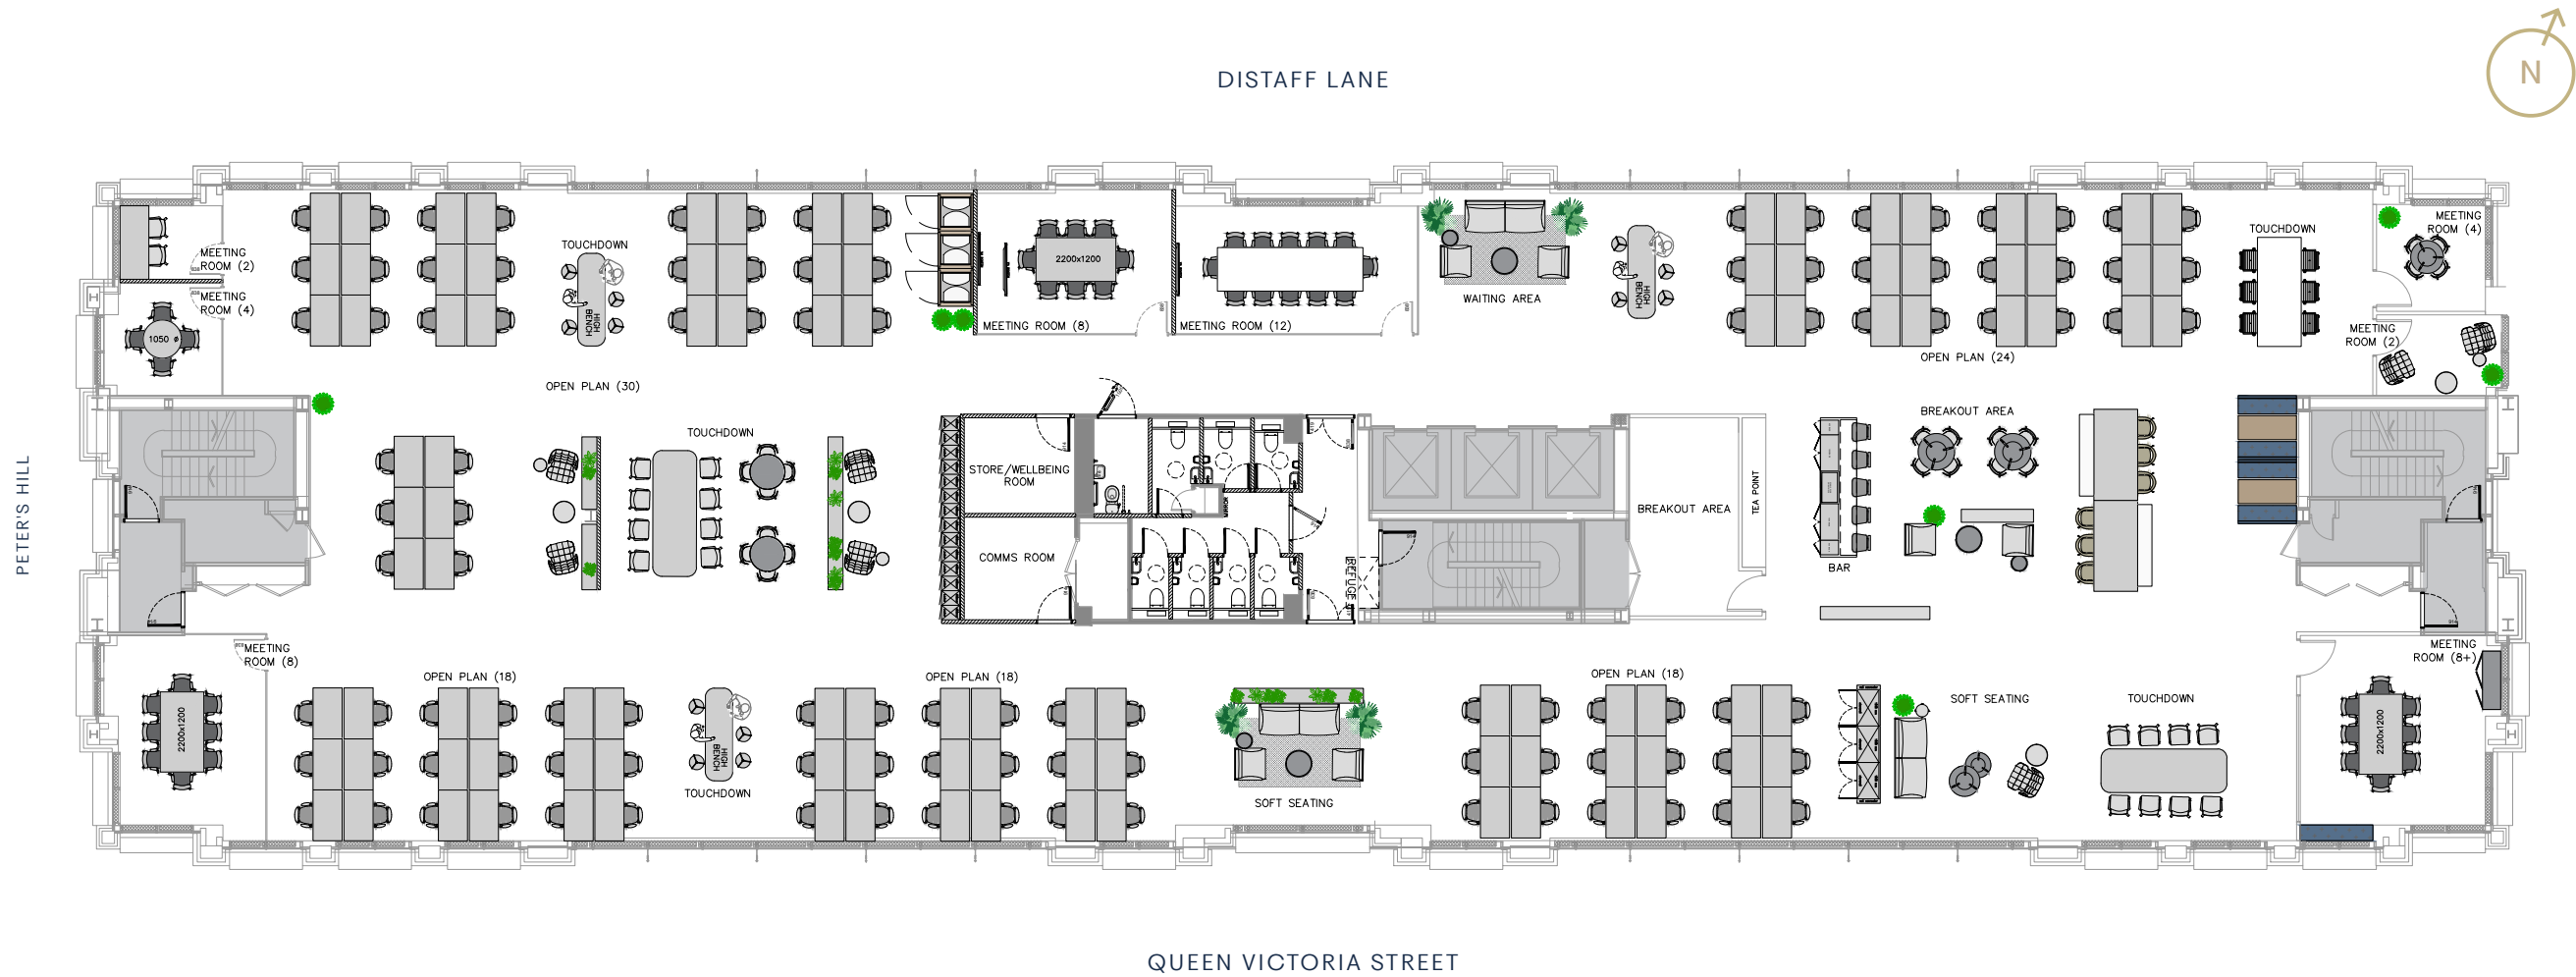 DISTAFF LANE
N
MEETING
ROOM (2)
MEETING
ROOM (4)
1050 ø
TOUCHDOWN
HIGH
BENCH
OPEN PLAN (30)
2200x1200
MEETING ROOM (8)
MEETING ROOM (12)
WAITING AREA
HIGH
BENCH
OPEN PLAN (24)
TOUCHDOWN
MEETING
ROOM (4)
MEETING
ROOM (2)
PETER'S HILL
TOUCHDOWN
STORE/WELLBEING
ROOM
COMMS ROOM
REFUGE
BREAKOUT AREA
TEA POINT
BREAKOUT AREA
BAR
MEETING
ROOM (8)
2200x1200
OPEN PLAN (18)
HIGH
BENCH
TOUCHDOWN
OPEN PLAN (18)
SOFT SEATING
OPEN PLAN (18)
SOFT SEATING
TOUCHDOWN
MEETING
ROOM (8+)
2200x1200
QUEEN VICTORIA STREET